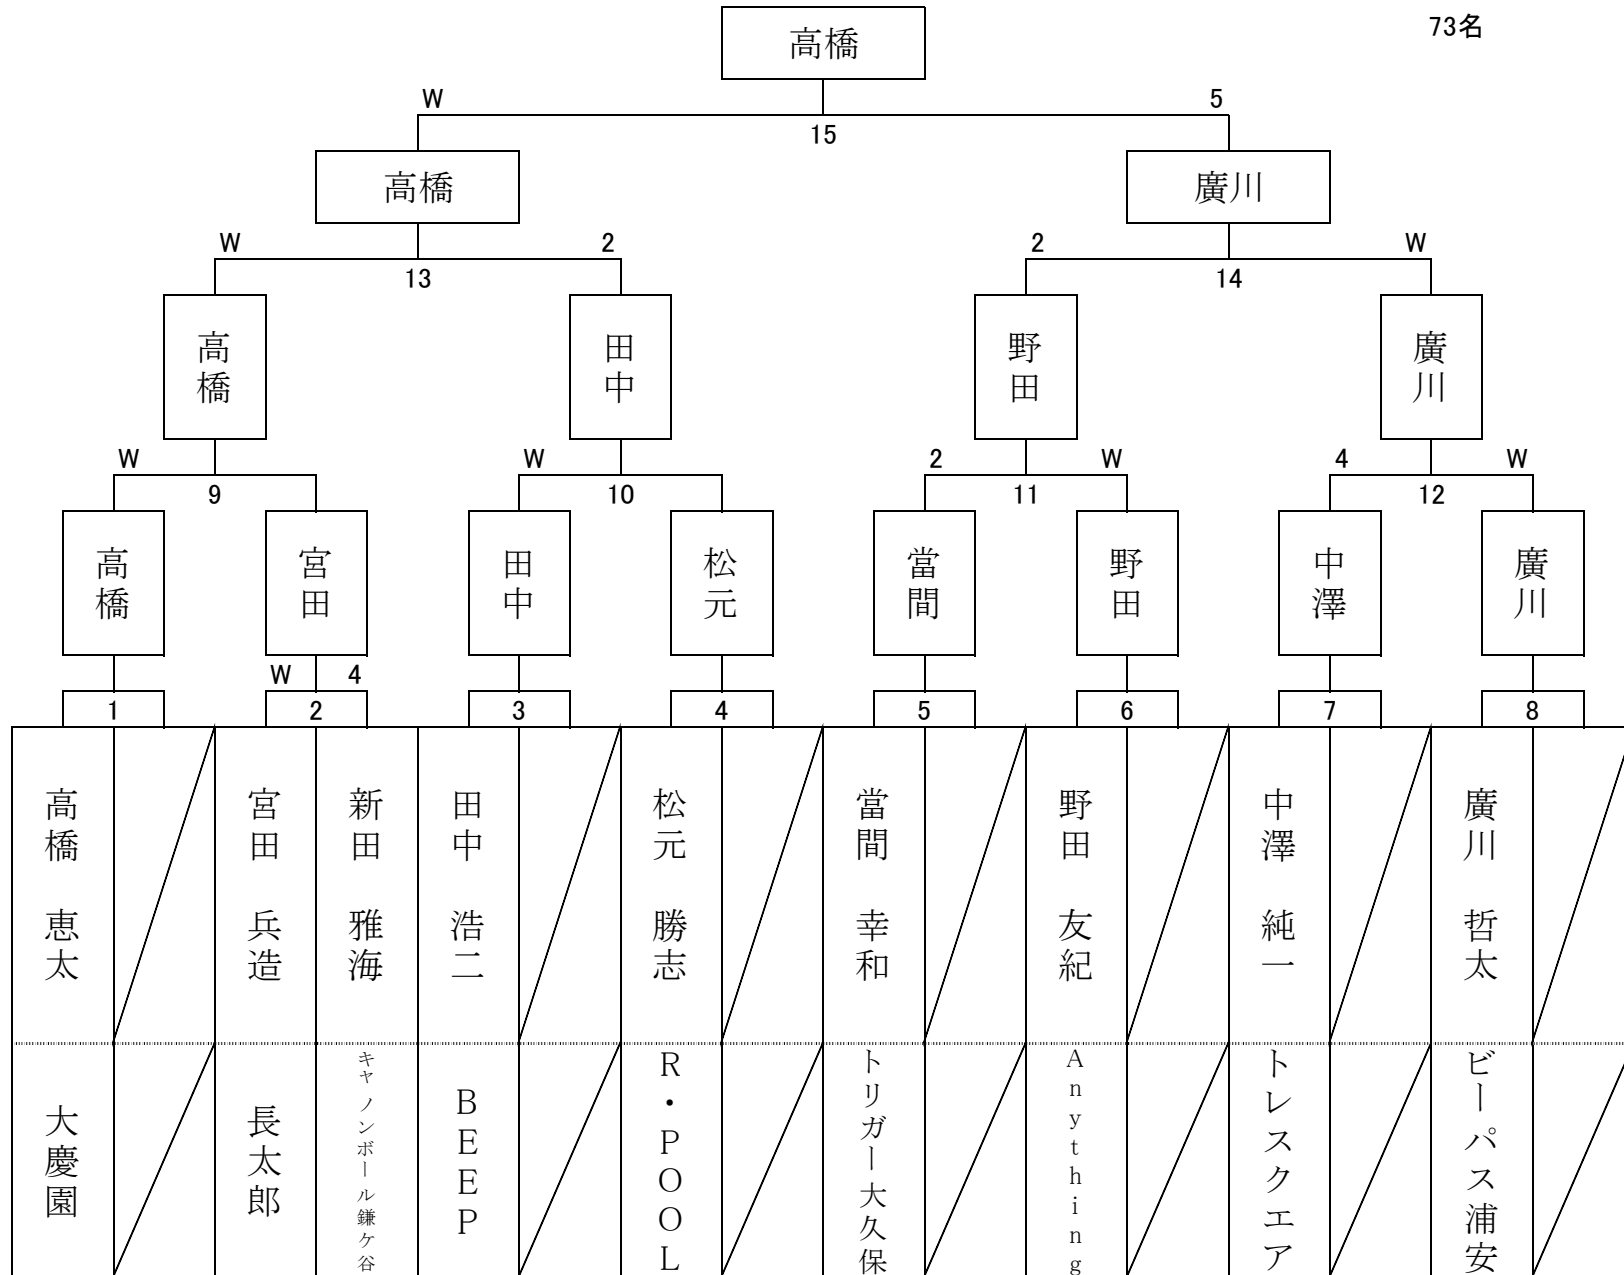 73名
高橋
W 5
15
高橋 廣川
W 2 2 W
13 14
高橋 田中 野田 廣川
W W 2 W 4 W
9 10 11 12
高橋 宮田 田中 松元 當間 野田 中澤 廣川
W 4
1 2 3 4 5 6 7 8
高橋 恵太
宮田 兵造
新田 雅海
田中 浩二
松元 勝志
當間 幸和
野田 友紀
中澤 純一
廣川 哲太
大慶園
長太郎
キャノンボール鎌ケ谷
BEEP
R・POOL
トリガー大久保
Anything
トレスクエア
ビーパス浦安